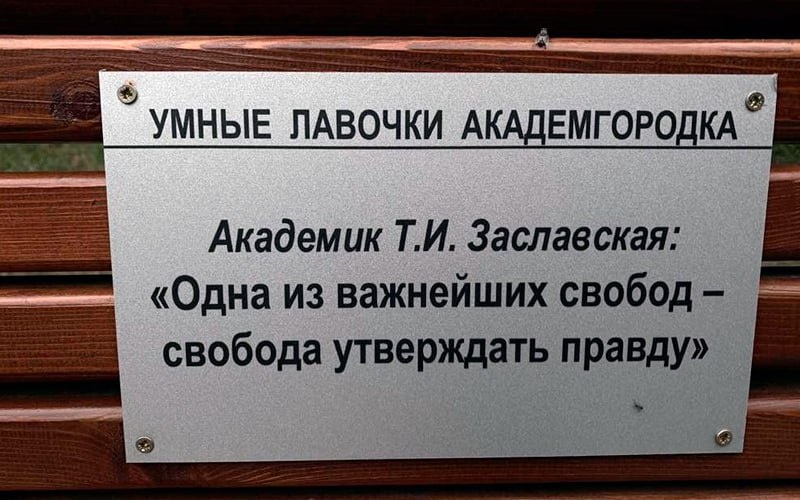 УМНЫЕ ЛАВОЧКИ АКАДЕМГОРОДКА
Академик Т.И. Заславская:
«Одна из важнейших свобод –
свобода утверждать правду»